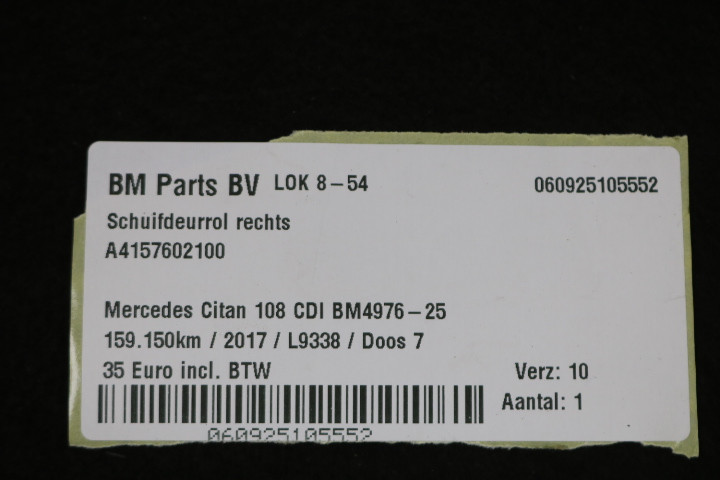 BM Parts BV LOK 8-54 060925105552
Schuifdeurrol rechts
A4157602100
Mercedes Citan 108 CDI BM4976-25
159.150km / 2017 / L9338 / Doos 7
35 Euro incl. BTW Verz: 10
Aantal: 1
060925105552